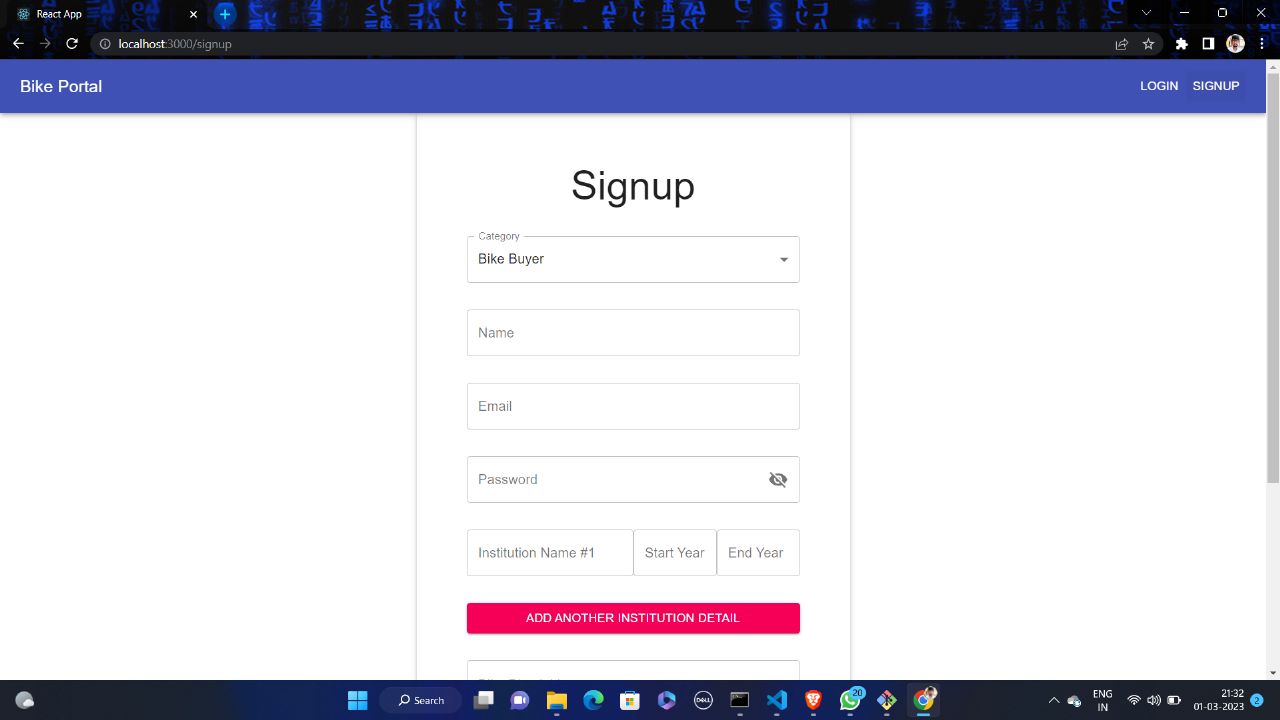 React App
localhost:3000/signup
Bike Portal
LOGIN
SIGNUP
Signup
Category
Bike Buyer
Name
Email
Password
Institution Name #1
Start Year
End Year
ADD ANOTHER INSTITUTION DETAIL
Search
DELL
20
ENG
IN
21:32
01-03-2023
2